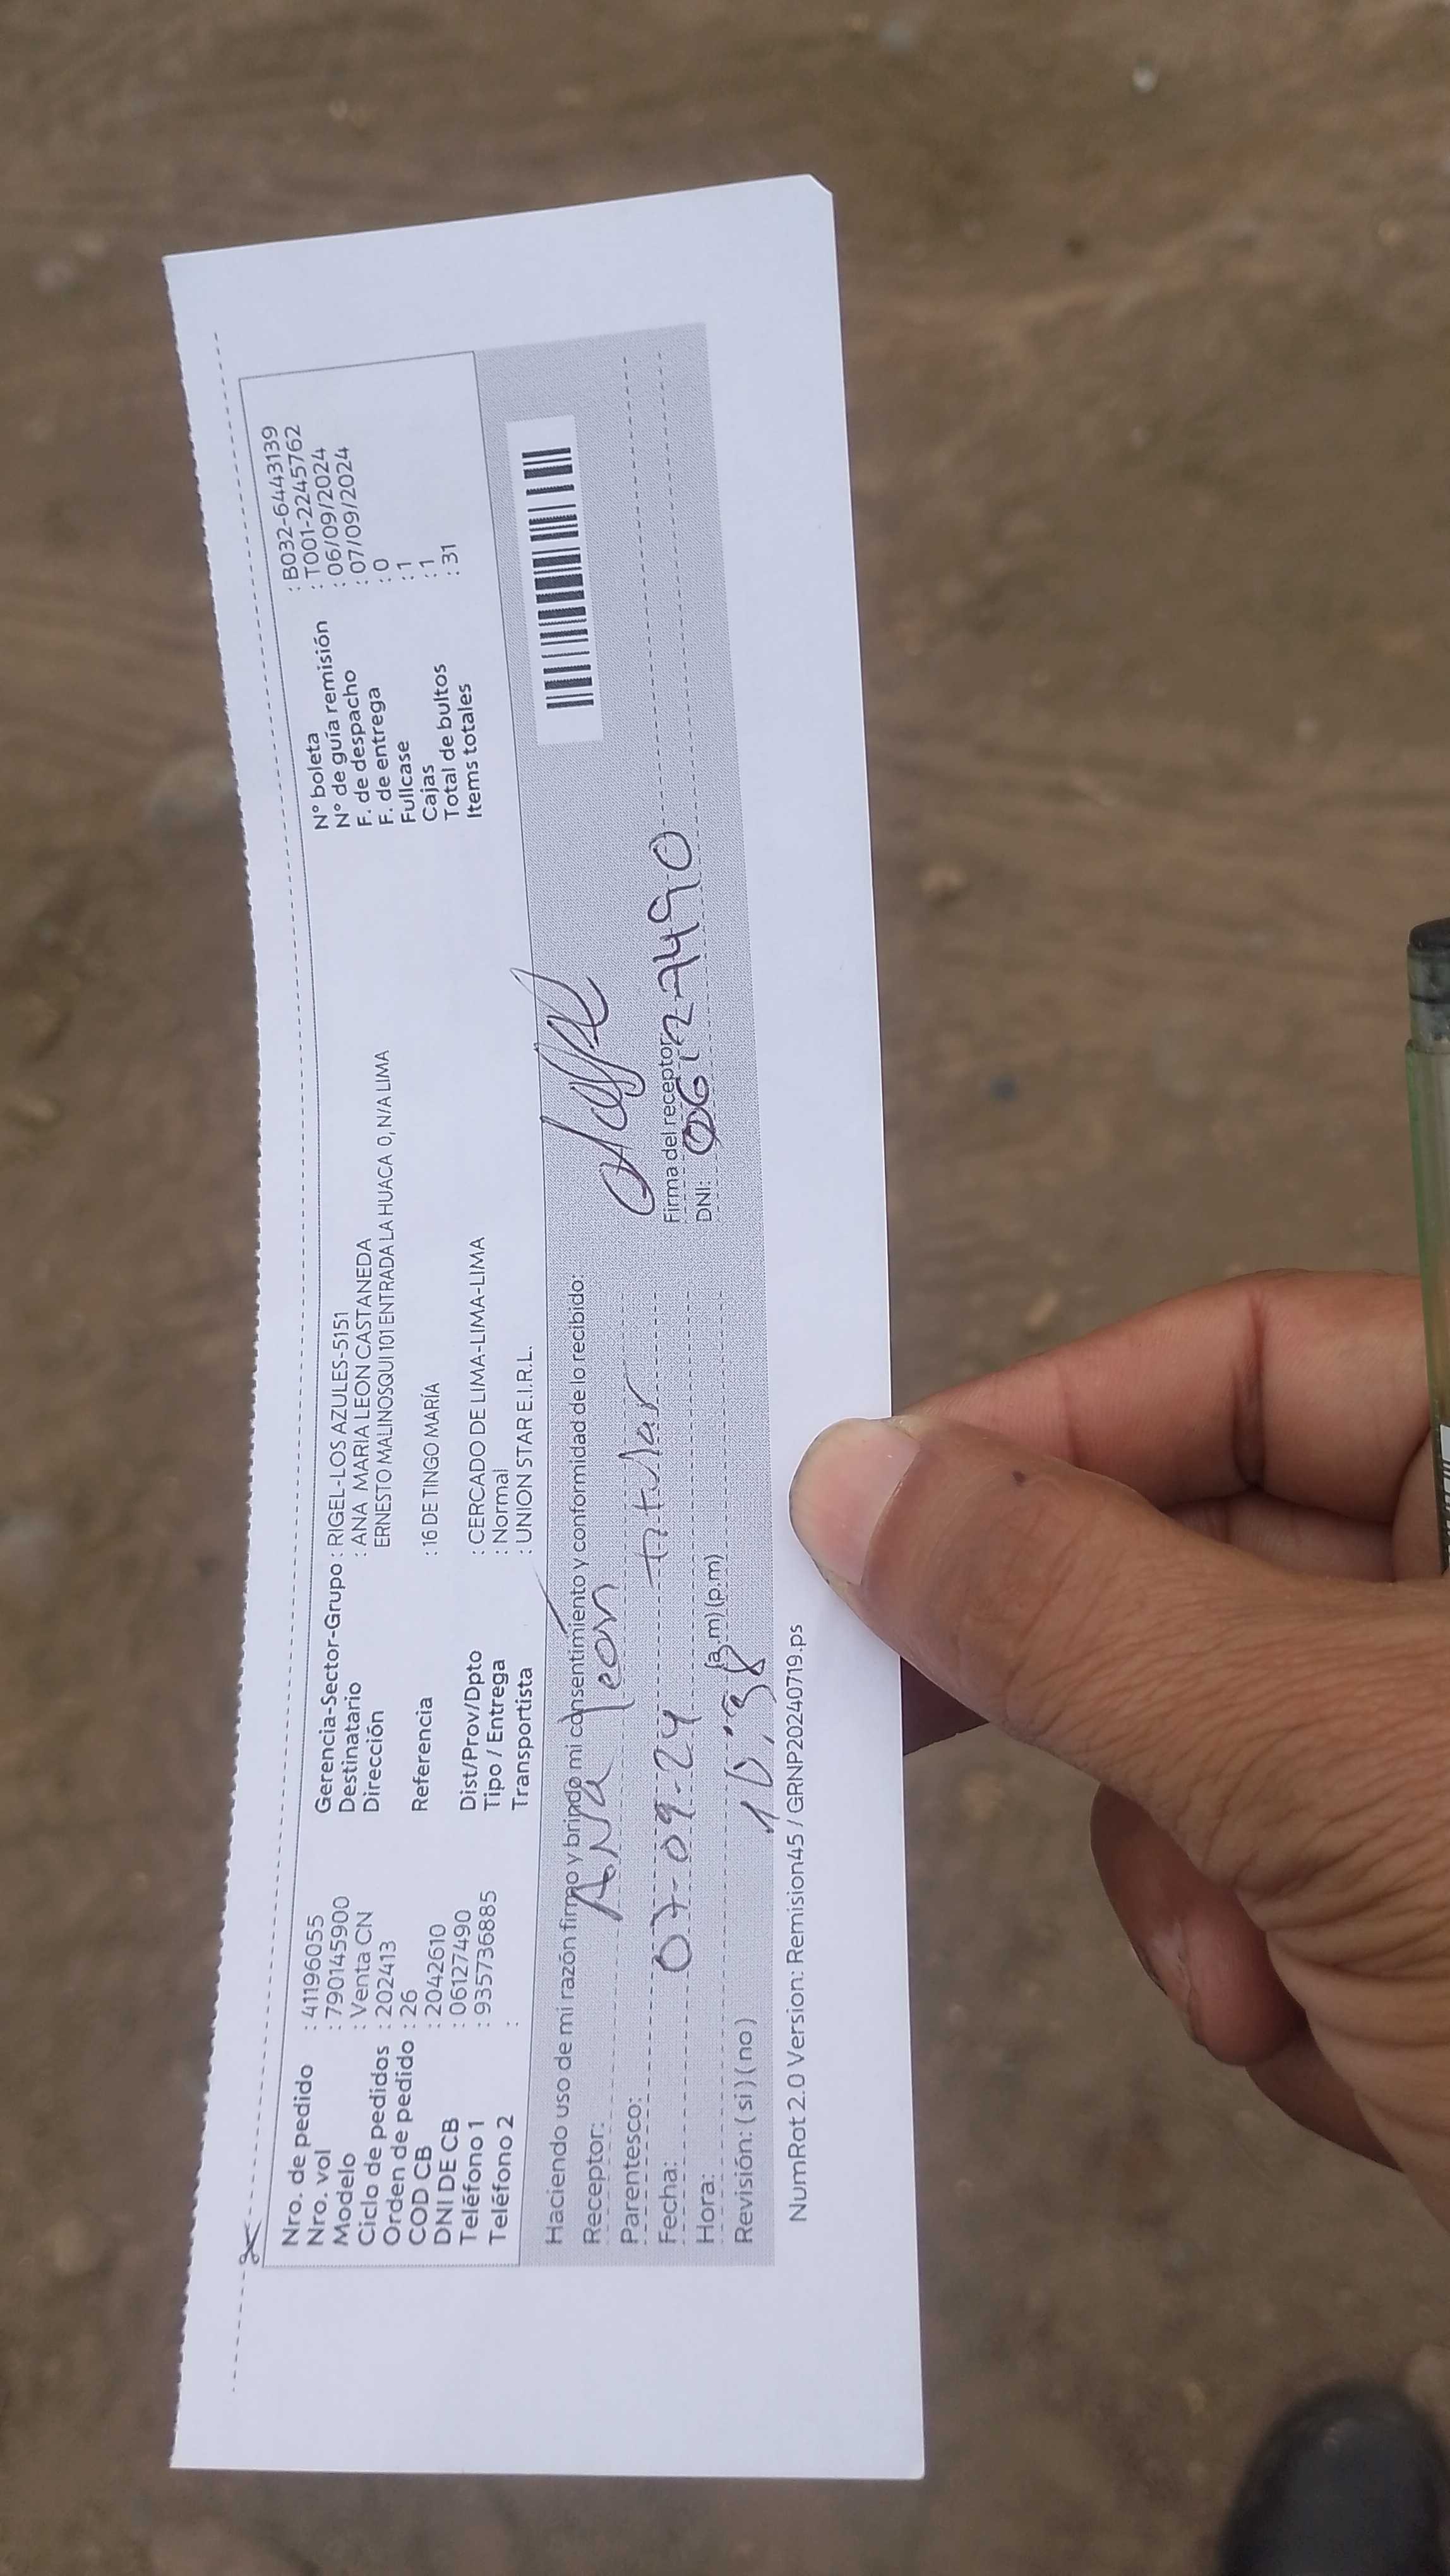 Nro. de pedido : 41196055
Nro. vol : 790145900
Modelo : Venta CN
Ciclo de pedidos : 202413
Orden de pedido : 26
COD CB : 2042610
DNI DE CB : 06127490
Teléfono 1 : 935736885
Teléfono 2 :
Gerencia-Sector-Grupo : RIGEL-LOS AZULES-5151
Destinatario : ANA MARIA LEON CASTANEDA
Dirección ERNESTO MALINOSQUI 101 ENTRADA LA HUACA 0, N/A LIMA
Referencia : 16 DE TINGO MARÍA
Dist/Prov/Dpto : CERCADO DE LIMA-LIMA-LIMA
Tipo / Entrega : Normal
Transportista : UNION STAR E.I.R.L.
N° boleta : B032-6443139
N° de guía remisión : T001-2245762
F. de despacho : 06/09/2024
F. de entrega : 07/09/2024
Fullcase : 0
Cajas : 1
Total de bultos : 1
Items totales : 31
Haciendo uso de mi razón firmo y brindo mi consentimiento y conformidad de lo recibido:
Receptor: Ana leon
Parentesco: titular
Fecha: 07-09-24
Hora: 10:38 (a.m) (p.m)
Revisión: ( si ) ( no )
Firma del receptor
DNI: 06127490
NumRot 2.0 Version: Remision45 / GRNP20240719.ps